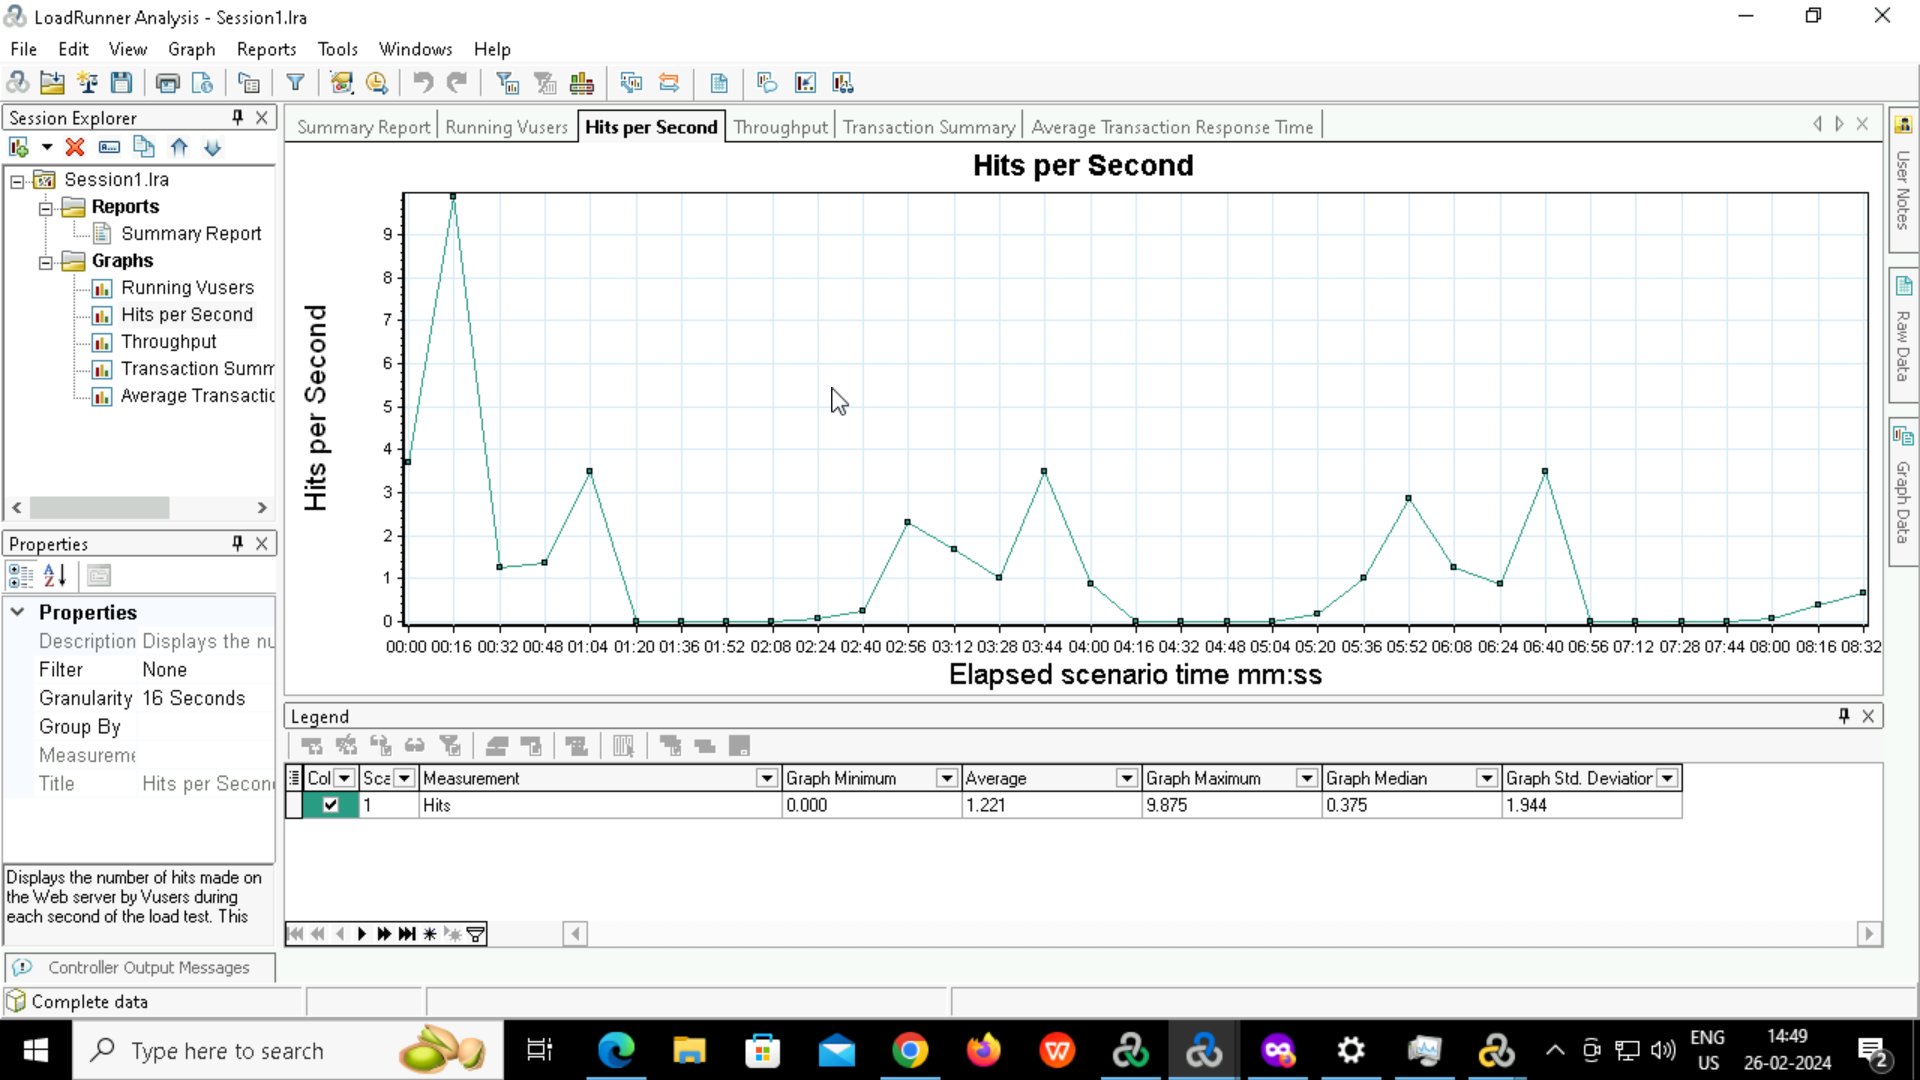 LoadRunner Analysis - Session1.lra
File Edit View Graph Reports Tools Windows Help
Session Explorer
Session1.lra
Reports
Summary Report
Graphs
Running Vusers
Hits per Second
Throughput
Transaction Summ
Average Transactio
Properties
Properties
Description Displays the nu
Filter None
Granularity 16 Seconds
Group By
Measureme
Title Hits per Secon
Displays the number of hits made on
the Web server by Vusers during
each second of the load test. This
Controller Output Messages
Complete data
Summary Report Running Vusers Hits per Second Throughput Transaction Summary Average Transaction Response Time
Hits per Second
Hits per Second
9
8
7
6
5
4
3
2
1
0
00:00 00:16 00:32 00:48 01:04 01:20 01:36 01:52 02:08 02:24 02:40 02:56 03:12 03:28 03:44 04:00 04:16 04:32 04:48 05:04 05:20 05:36 05:52 06:08 06:24 06:40 06:56 07:12 07:28 07:44 08:00 08:16 08:32
Elapsed scenario time mm:ss
Legend
Col Sca Measurement Graph Minimum Average Graph Maximum Graph Median Graph Std. Deviation
1 Hits 0.000 1.221 9.875 0.375 1.944
User Notes
Raw Data
Graph Data
Type here to search
ENG
US
14:49
26-02-2024
2